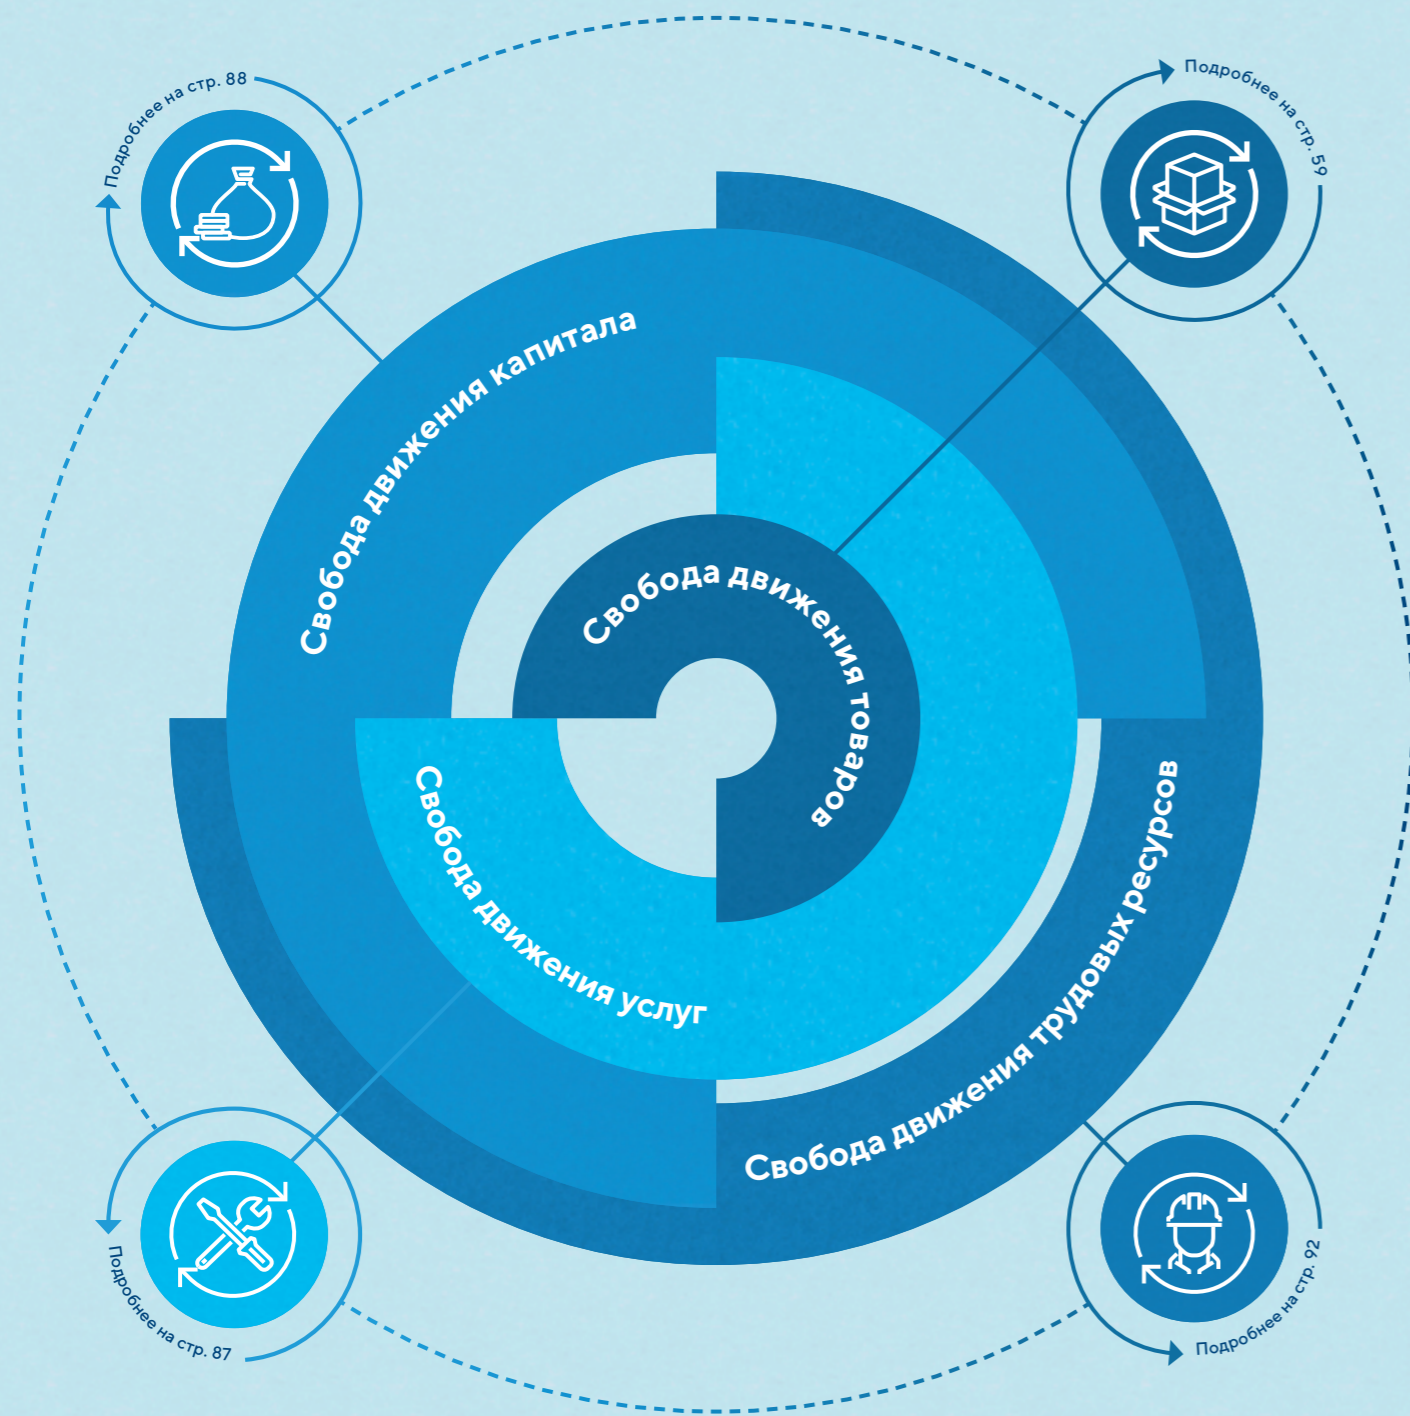 Подробнее на стр. 88
Подробнее на стр. 59
Свобода движения капитала
Свобода движения товаров
Свобода движения услуг
Свобода движения трудовых ресурсов
Подробнее на стр. 87
Подробнее на стр. 92